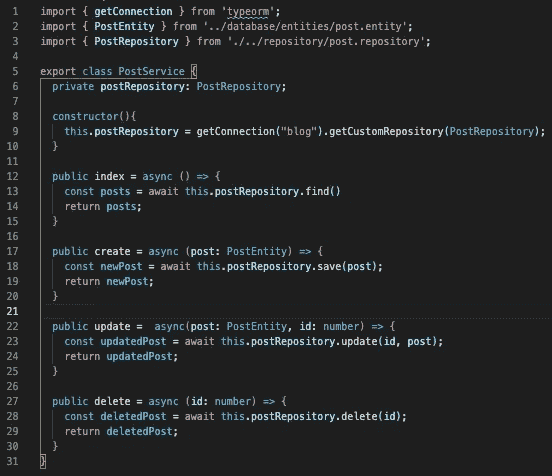 1 import { getConnection } from 'typeorm';
2 import { PostEntity } from '../database/entities/post.entity';
3 import { PostRepository } from './../repository/post.repository';
4
5 export class PostService {
6   private postRepository: PostRepository;
7
8   constructor(){
9     this.postRepository = getConnection("blog").getCustomRepository(PostRepository);
10   }
11
12   public index = async () => {
13     const posts = await this.postRepository.find()
14     return posts;
15   }
16
17   public create = async (post: PostEntity) => {
18     const newPost = await this.postRepository.save(post);
19     return newPost;
20   }
21
22   public update =  async(post: PostEntity, id: number) => {
23     const updatedPost = await this.postRepository.update(id, post);
24     return updatedPost;
25   }
26
27   public delete = async (id: number) => {
28     const deletedPost = await this.postRepository.delete(id);
29     return deletedPost;
30   }
31 }